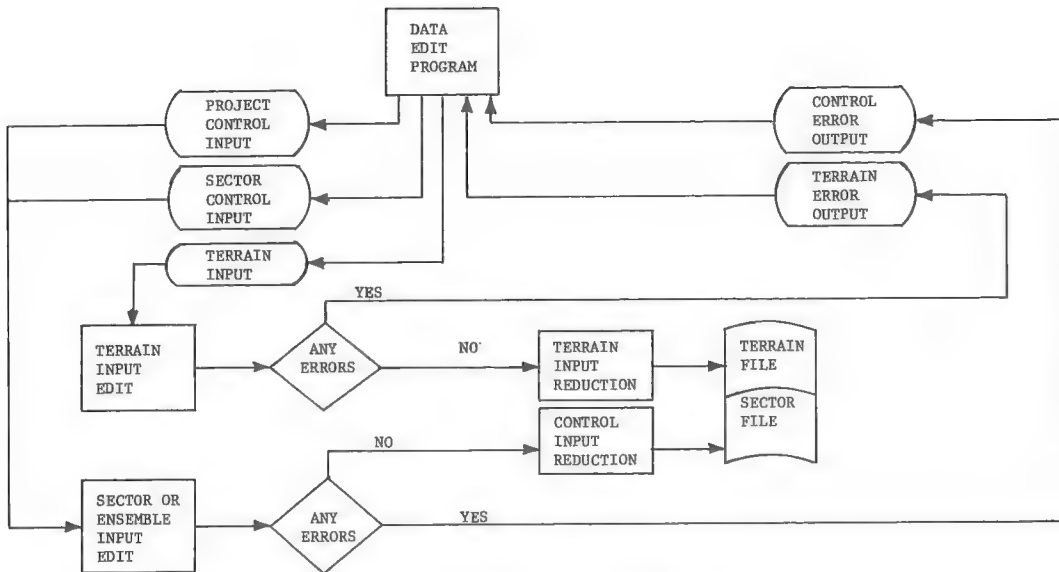 DATA
EDIT
PROGRAM
PROJECT
CONTROL
INPUT
CONTROL
ERROR
OUTPUT
SECTOR
CONTROL
INPUT
TERRAIN
ERROR
OUTPUT
TERRAIN
INPUT
YES
TERRAIN
INPUT
EDIT
ANY
ERRORS
NO
TERRAIN
INPUT
REDUCTION
TERRAIN
FILE
SECTOR
FILE
CONTROL
INPUT
REDUCTION
NO
SECTOR OR
ENSEMBLE
INPUT
EDIT
ANY
ERRORS
YES